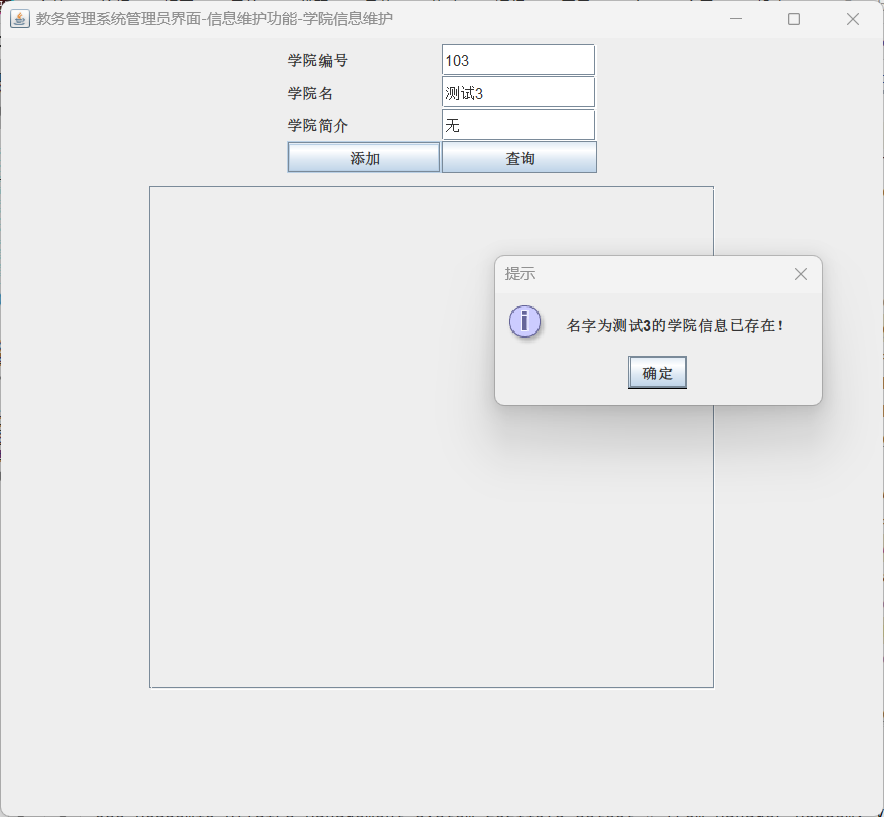 教务管理系统管理员界面-信息维护功能-学院信息维护
学院编号 103
学院名 测试3
学院简介 无
添加 查询
提示
名字为测试3的学院信息已存在!
确定